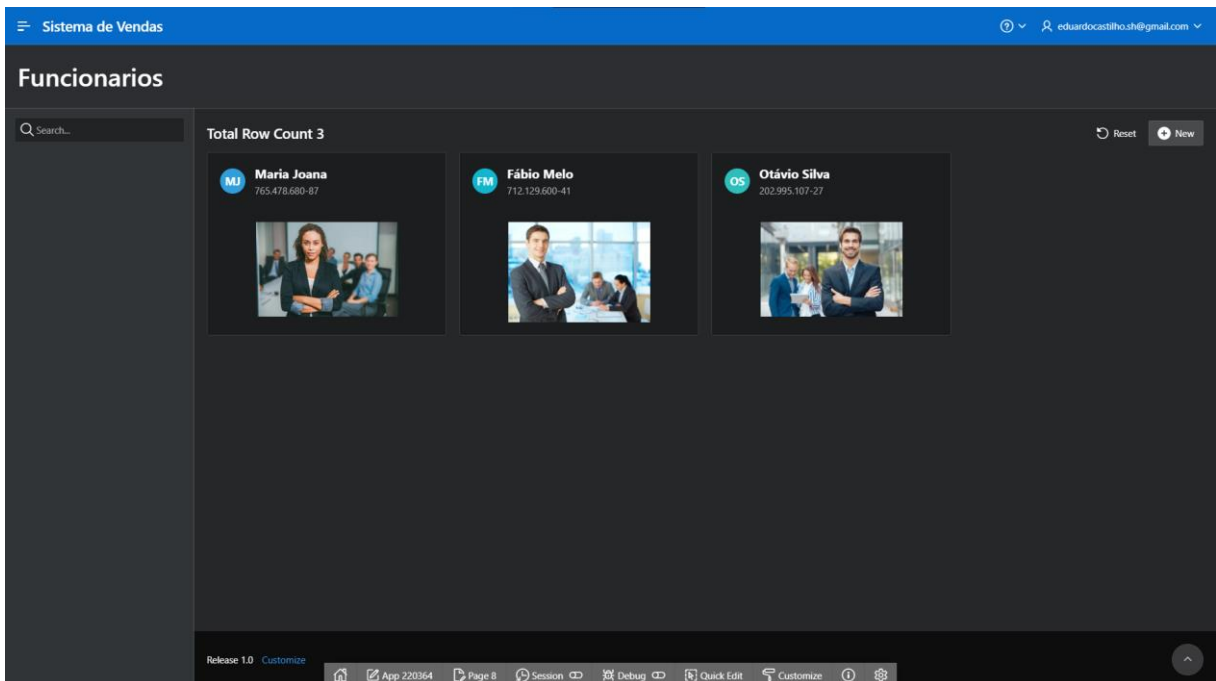 Sistema de Vendas
eduardocastilho.sh@gmail.com
Funcionarios
Search...
Total Row Count 3
Reset
New
MJ
Maria Joana
765.478.680-87
FM
Fábio Melo
712.129.600-41
OS
Otávio Silva
202.995.107-27
Release 1.0 Customize
App 220364 Page 8 Session Debug Quick Edit Customize